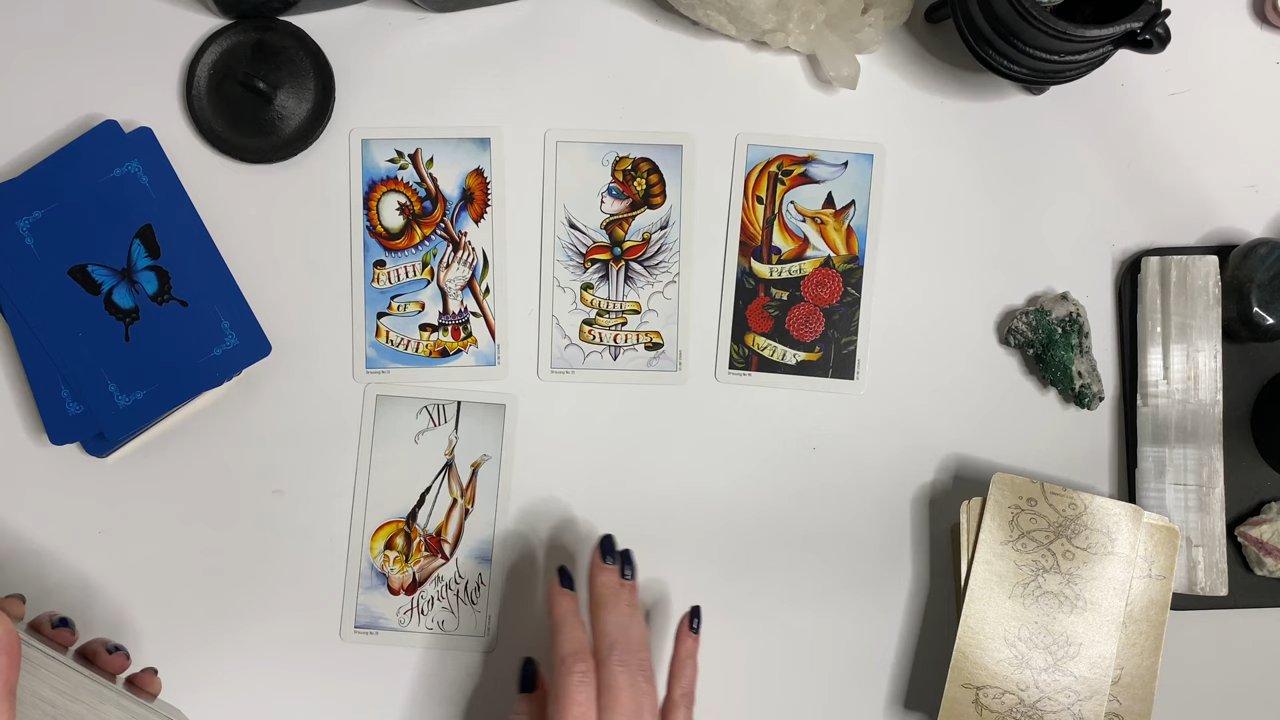 QUEEN
OF
WANDS
QUEEN
OF
SWORDS
PAGE
OF
WANDS
XII
The
Hanged
Man